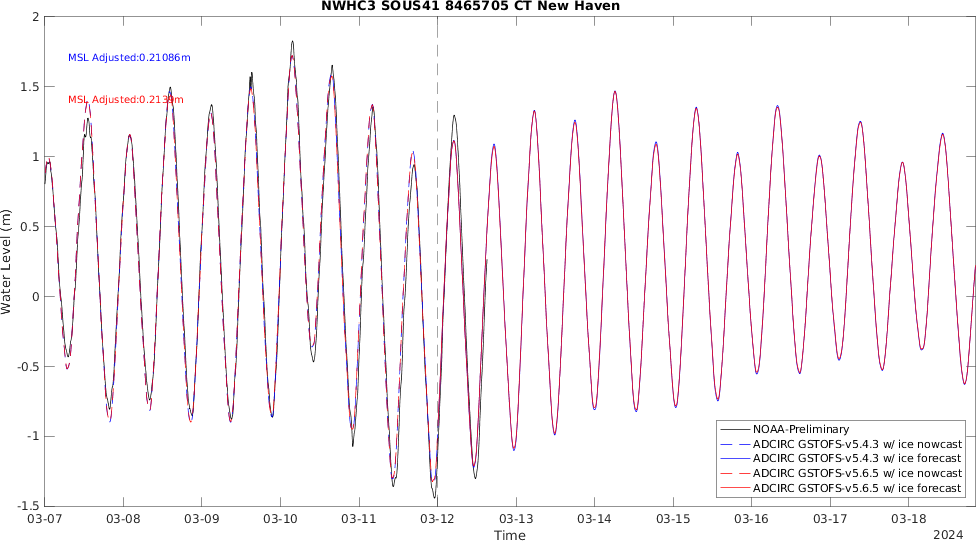 NWHC3 SOUS41 8465705 CT New Haven
2
1.5
1
0.5
0
-0.5
-1
-1.5
Water Level (m)
MSL Adjusted:0.21086m
MSL Adjusted:0.2139m
NOAA-Preliminary
ADCIRC GSTOFS-v5.4.3 w/ ice nowcast
ADCIRC GSTOFS-v5.4.3 w/ ice forecast
ADCIRC GSTOFS-v5.6.5 w/ ice nowcast
ADCIRC GSTOFS-v5.6.5 w/ ice forecast
03-07 03-08 03-09 03-10 03-11 03-12 03-13 03-14 03-15 03-16 03-17 03-18
Time
2024